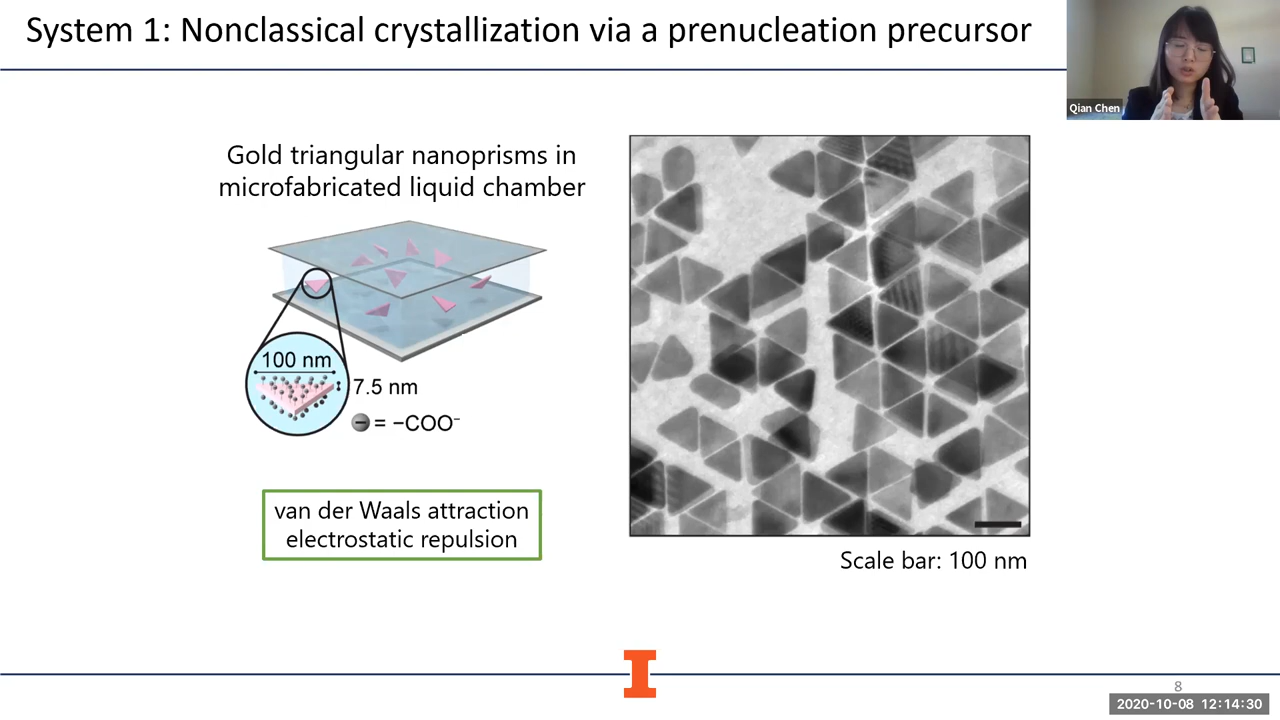 System 1: Nonclassical crystallization via a prenucleation precursor
Qian Chen
Gold triangular nanoprisms in
microfabricated liquid chamber
100 nm
7.5 nm
= −COO⁻
van der Waals attraction
electrostatic repulsion
Scale bar: 100 nm
I
8
2020-10-08 12:14:30